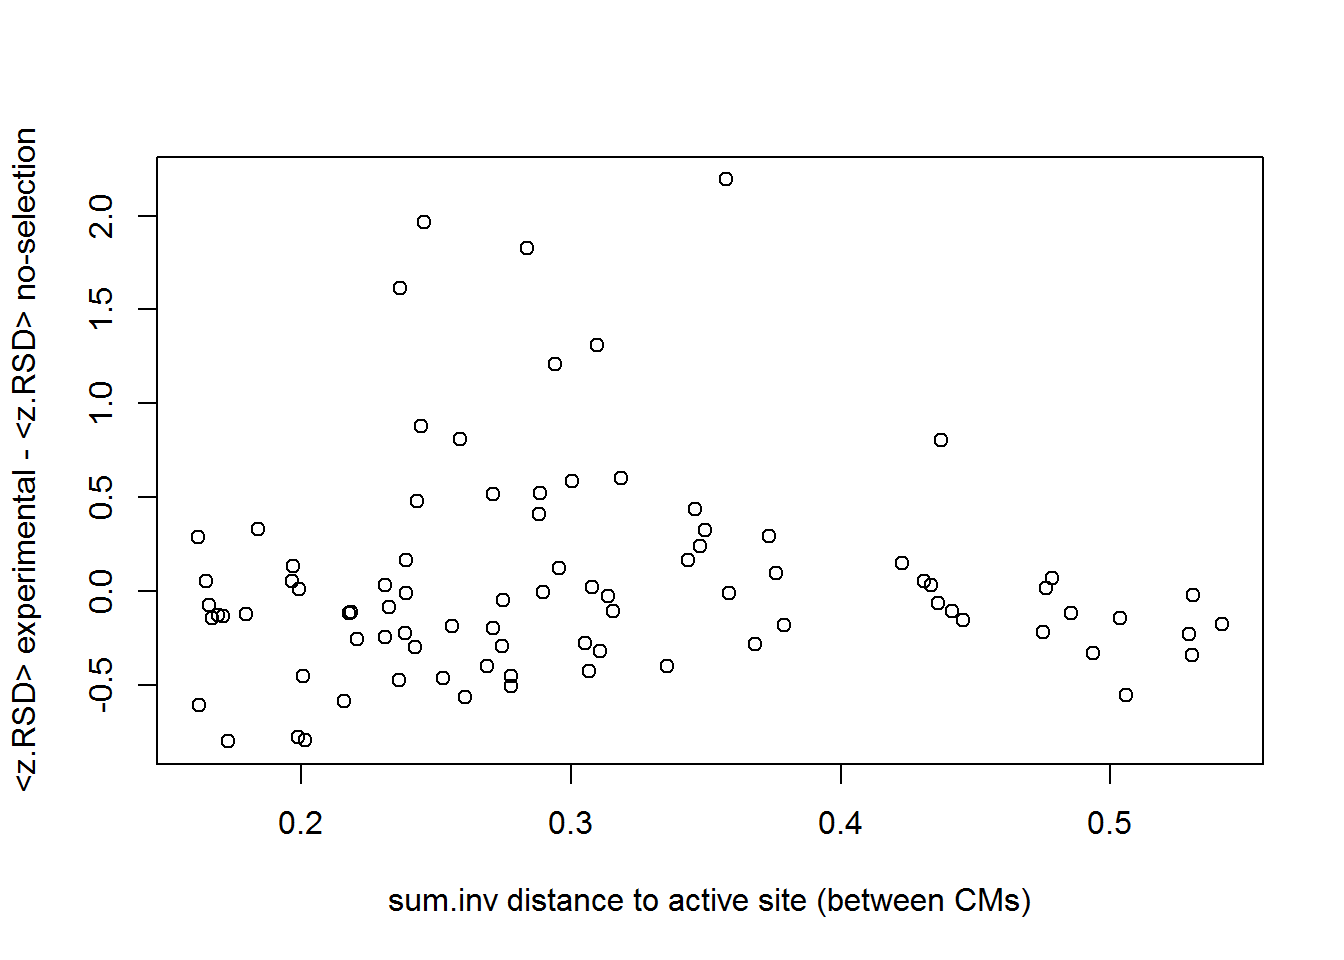 <z.RSD> experimental - <z.RSD> no-selection
2.0
1.5
1.0
0.5
0.0
-0.5
0.2 0.3 0.4 0.5
sum.inv distance to active site (between CMs)